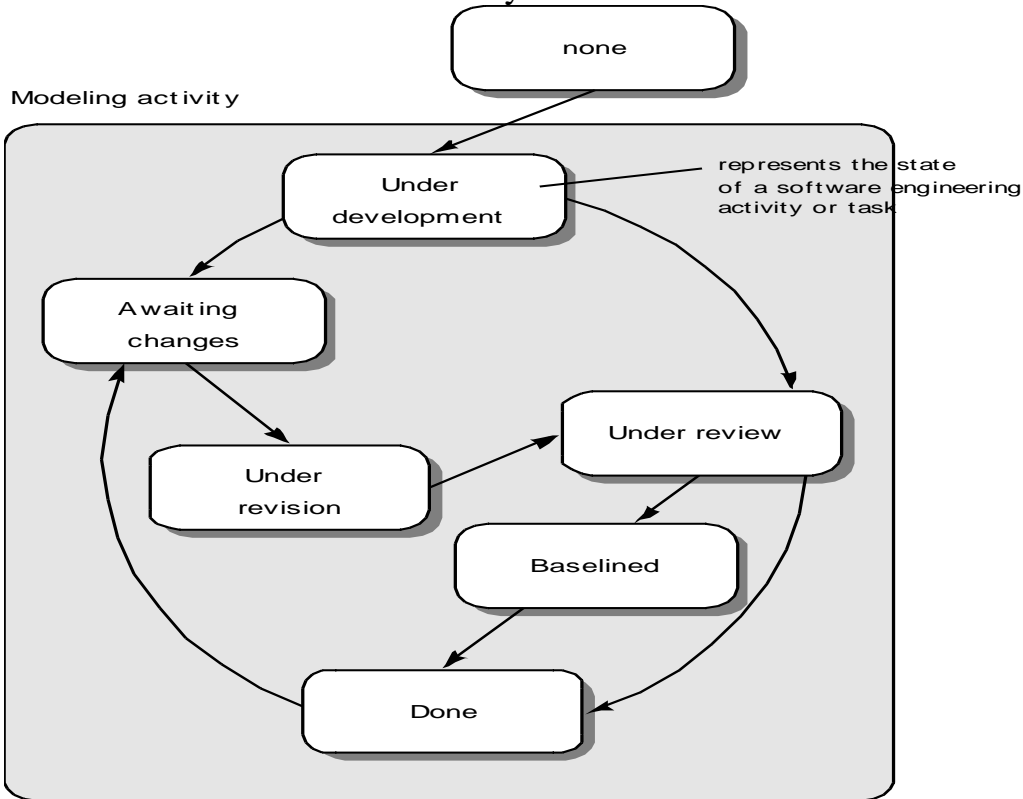 none
Modeling activity
represents the state
of a software engineering
activity or task
Under
development
Awaiting
changes
Under review
Under
revision
Baselined
Done